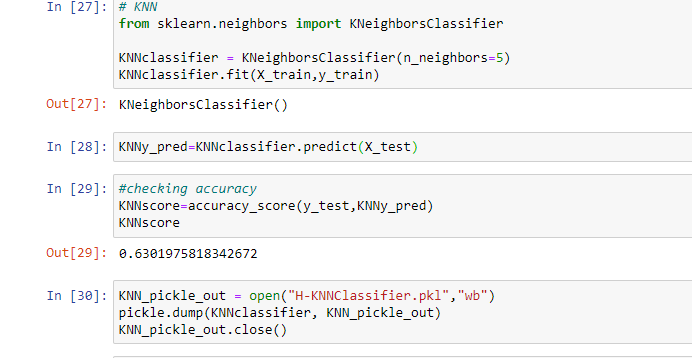 In [27]: # KNN
from sklearn.neighbors import KNeighborsClassifier
KNNclassifier = KNeighborsClassifier(n_neighbors=5)
KNNclassifier.fit(X_train,y_train)
Out[27]: KNeighborsClassifier()
In [28]: KNNy_pred=KNNclassifier.predict(X_test)
In [29]: #checking accuracy
KNNscore=accuracy_score(y_test,KNNy_pred)
KNNscore
Out[29]: 0.6301975818342672
In [30]: KNN_pickle_out = open("H-KNNClassifier.pkl","wb")
pickle.dump(KNNclassifier, KNN_pickle_out)
KNN_pickle_out.close()